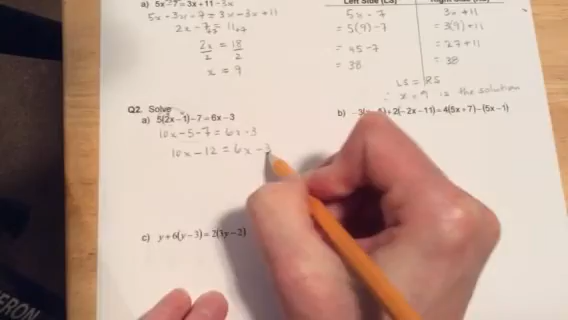 a) 5x - 7 = 3x + 11 - 3x
5x - 3x - 7 = 3x - 3x + 11
2x - 7 +7 = 11 +7
2x = 18
2 2
x = 9
Left Side (LS)
5x - 7
= 5(9) - 7
= 45 - 7
= 38
3x + 11
= 3(9) + 11
= 27 + 11
= 38
LS = RS
∴ x = 9 is the solution
Q2. Solve
a) 5(2x – 1) – 7 = 6x – 3
10x - 5 - 7 = 6x - 3
10x - 12 = 6x - 3
b) + 2(–2x – 11) = 4(5x + 7) – (5x – 1)
c) y + 6(y – 3) = 2(3y – 2)
ERON